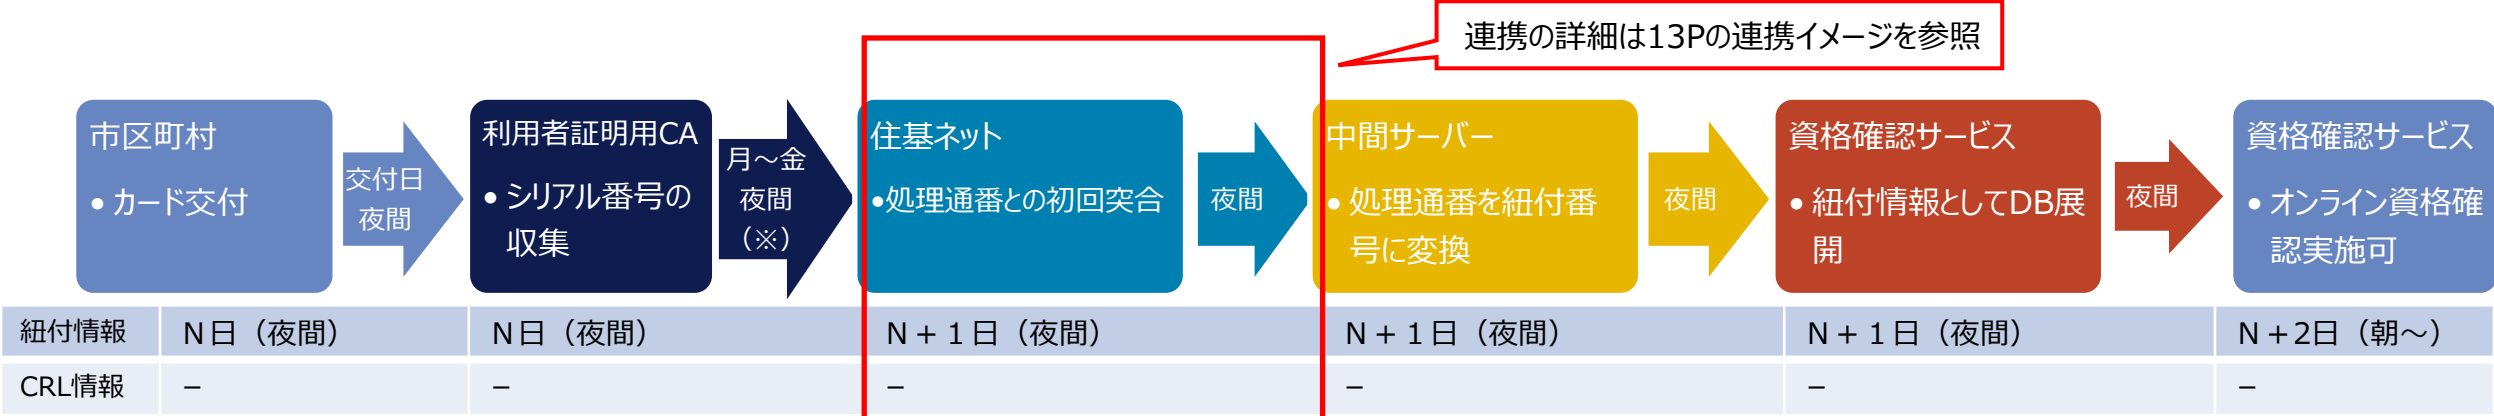 連携の詳細は13Pの連携イメージを参照
市区町村
• カード交付
交付日
夜間
利用者証明用CA
• シリアル番号の
収集
月～金
夜間
（※）
住基ネット
•処理通番との初回突合
夜間
中間サーバー
• 処理通番を紐付番
号に変換
夜間
資格確認サービス
• 紐付情報としてDB展
開
夜間
資格確認サービス
• オンライン資格確
認実施可
紐付情報 N日（夜間） N日（夜間） N＋１日（夜間） N＋１日（夜間） N＋１日（夜間） N＋2日（朝～）
CRL情報 － － － － － －